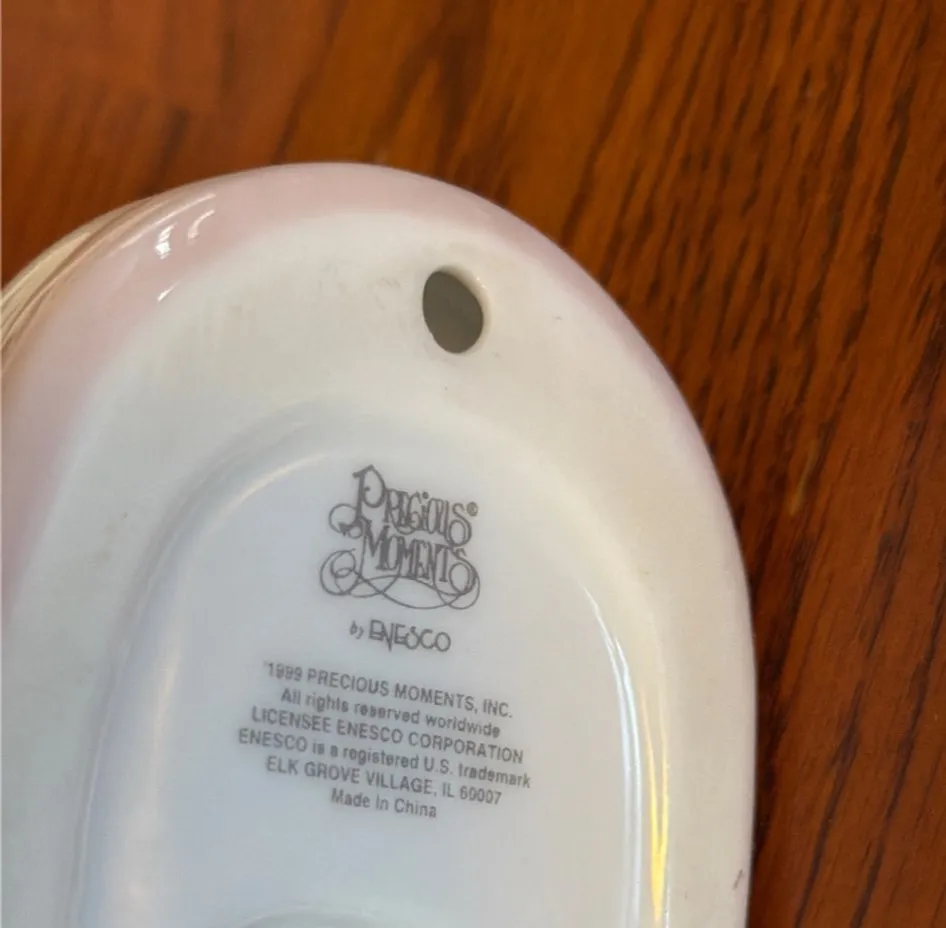 PRECIOUS®
MOMENTS
by ENESCO
'1999 PRECIOUS MOMENTS, INC.
All rights reserved worldwide
LICENSEE ENESCO CORPORATION
ENESCO is a registered U.S. trademark
ELK GROVE VILLAGE, IL 60007
Made In China